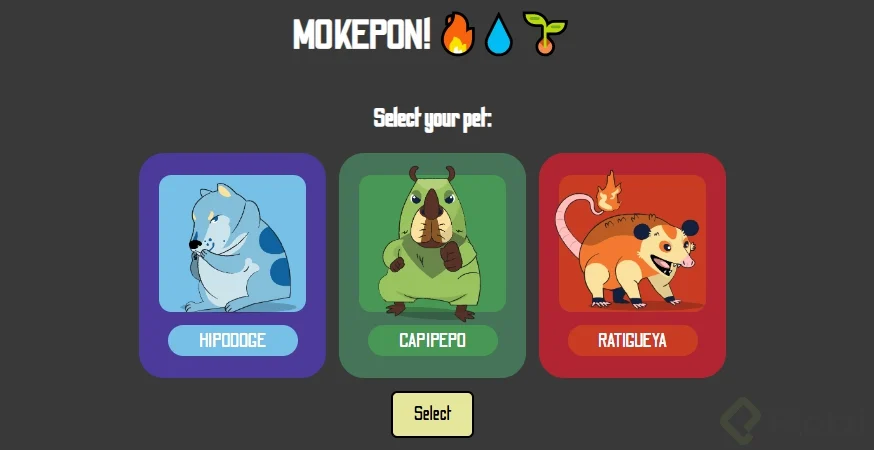 MOKEPON!
Select your pet:
HIPODOGE
CAPIPEPO
RATIGUEYA
Select